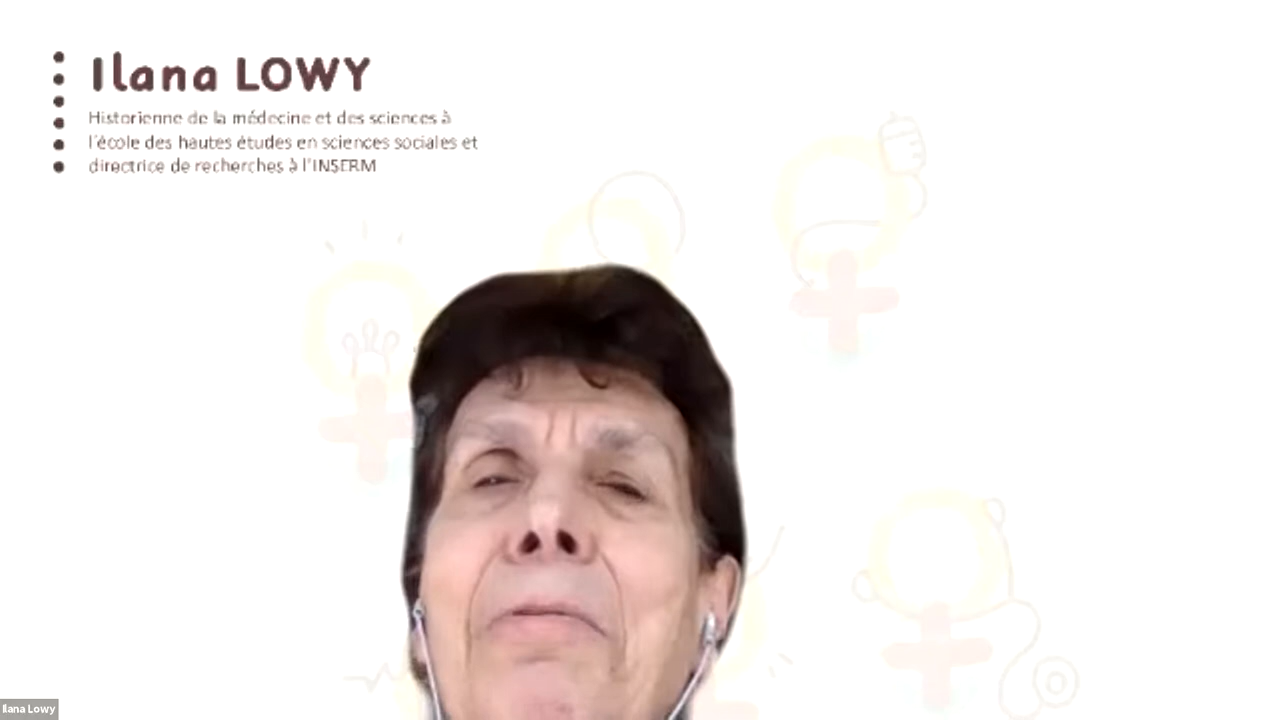 Ilana LOWY
Historienne de la médecine et des sciences à
l'école des hautes études en sciences sociales et
directrice de recherches à l'INSERM
Ilana Lowy